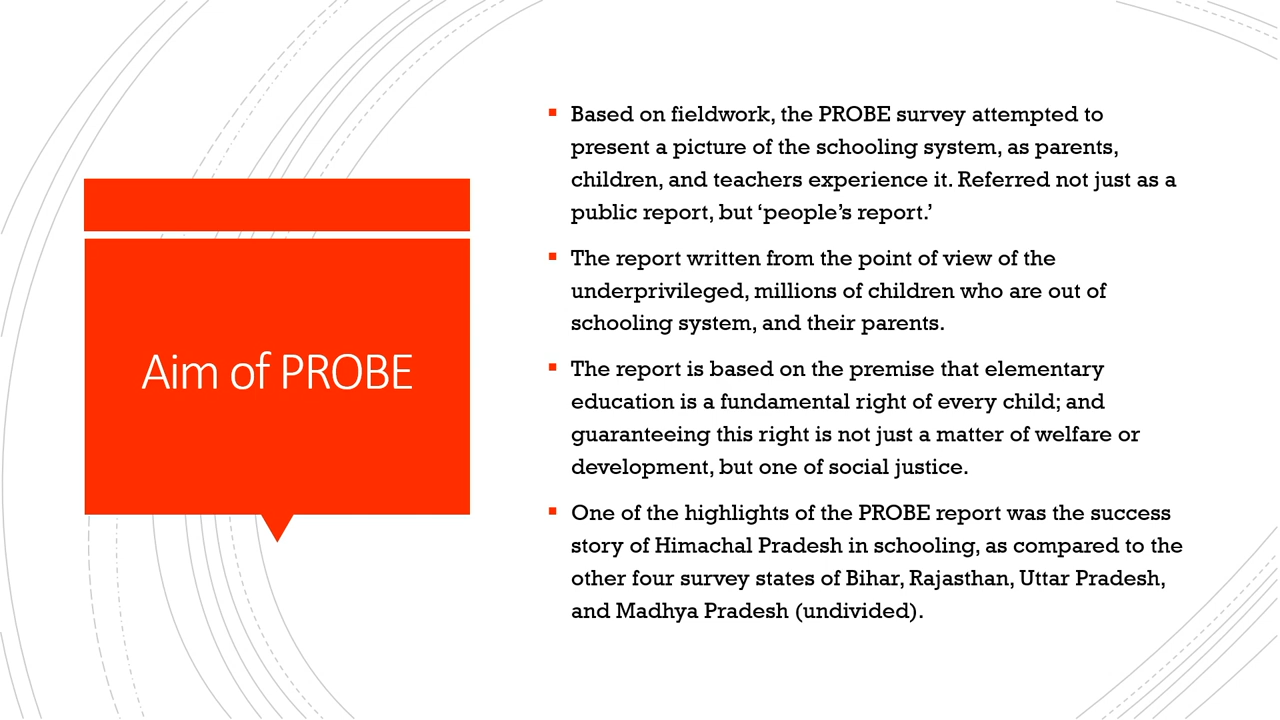 Aim of PROBE
Based on fieldwork, the PROBE survey attempted to
present a picture of the schooling system, as parents,
children, and teachers experience it. Referred not just as a
public report, but ‘people’s report.’
The report written from the point of view of the
underprivileged, millions of children who are out of
schooling system, and their parents.
The report is based on the premise that elementary
education is a fundamental right of every child; and
guaranteeing this right is not just a matter of welfare or
development, but one of social justice.
One of the highlights of the PROBE report was the success
story of Himachal Pradesh in schooling, as compared to the
other four survey states of Bihar, Rajasthan, Uttar Pradesh,
and Madhya Pradesh (undivided).